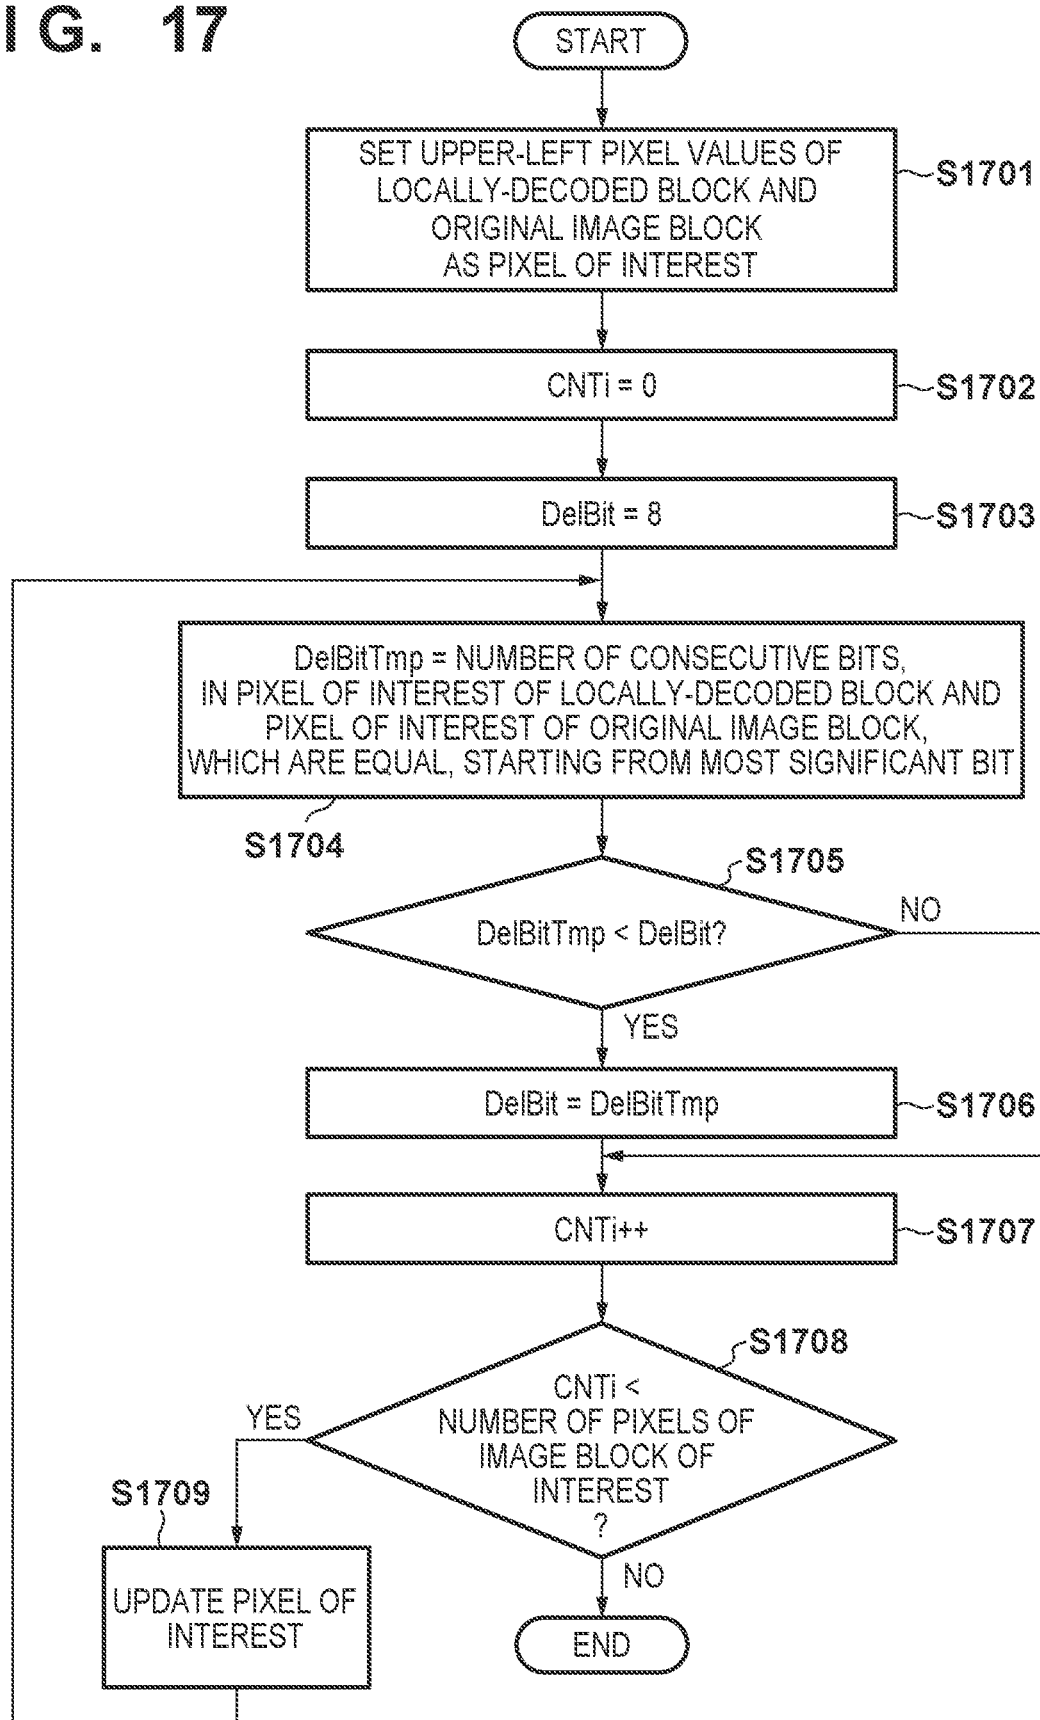 I G. 17
START
SET UPPER-LEFT PIXEL VALUES OF
LOCALLY-DECODED BLOCK AND
ORIGINAL IMAGE BLOCK
AS PIXEL OF INTEREST
S1701
CNTi = 0
S1702
DelBit = 8
S1703
DelBitTmp = NUMBER OF CONSECUTIVE BITS,
IN PIXEL OF INTEREST OF LOCALLY-DECODED BLOCK AND
PIXEL OF INTEREST OF ORIGINAL IMAGE BLOCK,
WHICH ARE EQUAL, STARTING FROM MOST SIGNIFICANT BIT
S1704
S1705
DelBitTmp < DelBit?
NO
YES
DelBit = DelBitTmp
S1706
CNTi++
S1707
S1708
CNTi <
NUMBER OF PIXELS OF
IMAGE BLOCK OF
INTEREST
?
YES
S1709
UPDATE PIXEL OF
INTEREST
NO
END